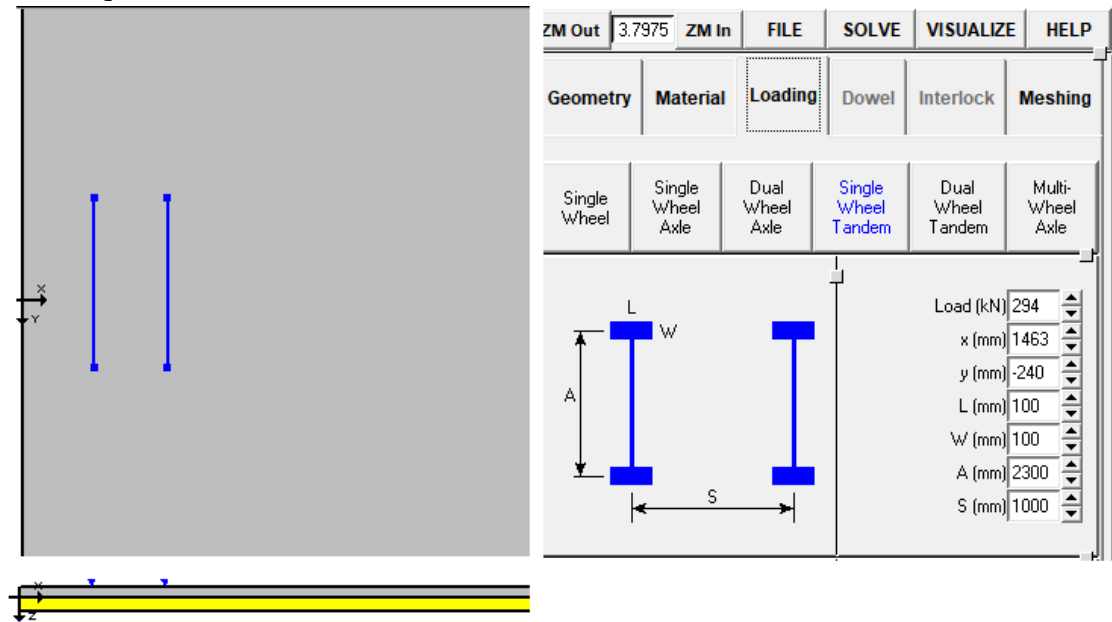 ZM Out 3.7975 ZM In FILE SOLVE VISUALIZE HELP
Geometry Material Loading Dowel Interlock Meshing
Single Wheel
Single Wheel Axle
Dual Wheel Axle
Single Wheel Tandem
Dual Wheel Tandem
Multi-Wheel Axle
X
Y
L
W
A
S
Load (kN) 294
x (mm) 1463
y (mm) -240
L (mm) 100
W (mm) 100
A (mm) 2300
S (mm) 1000
X
Z